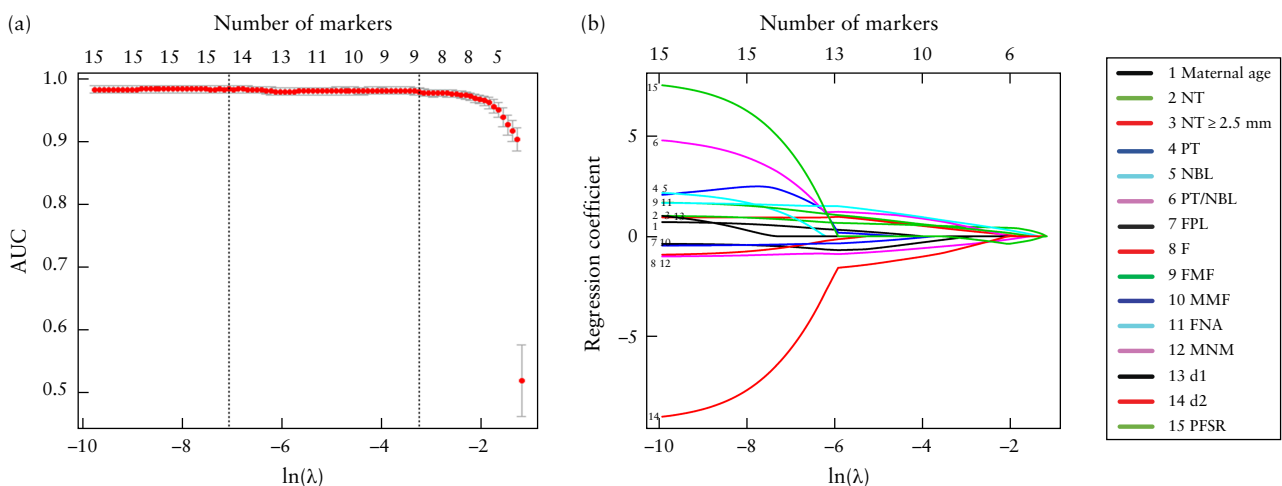 (a)
Number of markers
15 15 15 15 14 13 11 10 9 9 8 8 5
1.0
0.9
0.8
0.7
0.6
0.5
AUC
−10 −8 −6 −4 −2
ln(λ)
(b)
Number of markers
15 15 13 10 6
5
0
−5
Regression coefficient
15
6
4 5
9 11
2 3 13
1
7 10
8 12
14
−10 −8 −6 −4 −2
ln(λ)
1 Maternal age
2 NT
3 NT ≥ 2.5 mm
4 PT
5 NBL
6 PT/NBL
7 FPL
8 F
9 FMF
10 MMF
11 FNA
12 MNM
13 d1
14 d2
15 PFSR